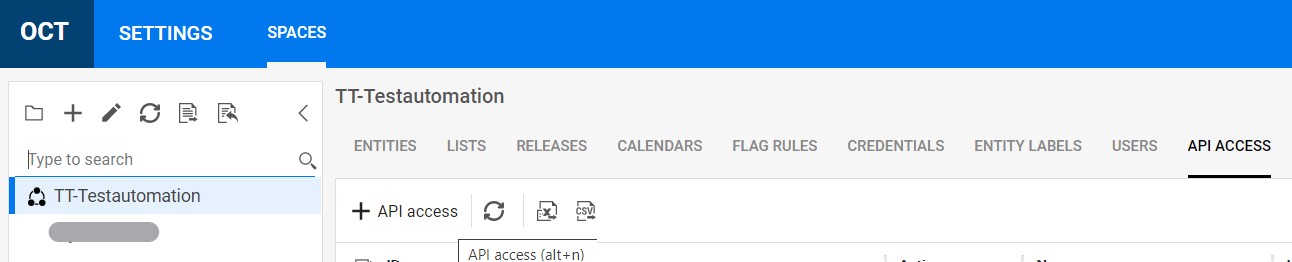 OCT SETTINGS SPACES
TT-Testautomation
ENTITIES LISTS RELEASES CALENDARS FLAG RULES CREDENTIALS ENTITY LABELS USERS API ACCESS
Type to search
TT-Testautomation
API access
CSV
API access (alt+n)